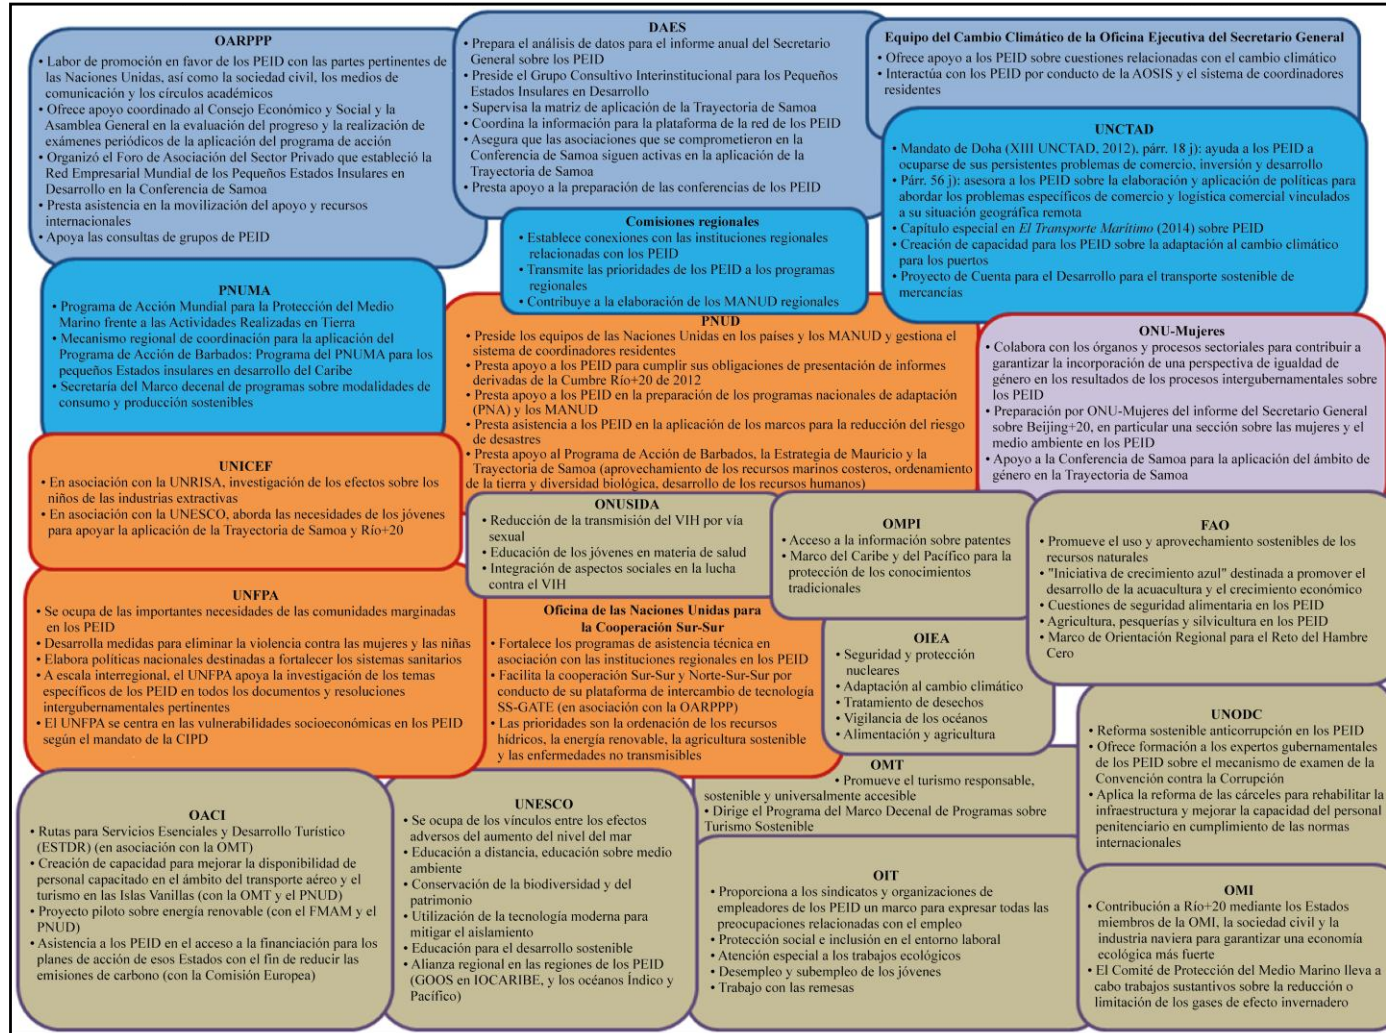 OARPPP
• Labor de promoción en favor de los PEID con las partes pertinentes de
las Naciones Unidas, así como la sociedad civil, los medios de
comunicación y los círculos académicos
• Ofrece apoyo coordinado al Consejo Económico y Social y la
Asamblea General en la evaluación del progreso y la realización de
exámenes periódicos de la aplicación del programa de acción
• Organizó el Foro de Asociación del Sector Privado que estableció la
Red Empresarial Mundial de los Pequeños Estados Insulares en
Desarrollo en la Conferencia de Samoa
• Presta asistencia en la movilización del apoyo y recursos
internacionales
• Apoya las consultas de grupos de PEID
DAES
• Prepara el análisis de datos para el informe anual del Secretario
General sobre los PEID
• Preside el Grupo Consultivo Interinstitucional para los Pequeños
Estados Insulares en Desarrollo
• Supervisa la matriz de aplicación de la Trayectoria de Samoa
• Coordina la información para la plataforma de la red de los PEID
• Asegura que las asociaciones que se comprometieron en la
Conferencia de Samoa siguen activas en la aplicación de la
Trayectoria de Samoa
• Presta apoyo a la preparación de las conferencias de los PEID
Equipo del Cambio Climático de la Oficina Ejecutiva del Secretario General
• Ofrece apoyo a los PEID sobre cuestiones relacionadas con el cambio climático
• Interactúa con los PEID por conducto de la AOSIS y el sistema de coordinadores
residentes
UNCTAD
• Mandato de Doha (XIII UNCTAD, 2012), párr. 18 j): ayuda a los PEID a
ocuparse de sus persistentes problemas de comercio, inversión y desarrollo
• Párr. 56 j): asesora a los PEID sobre la elaboración y aplicación de políticas para
abordar los problemas específicos de comercio y logística comercial vinculados
a su situación geográfica remota
• Capítulo especial en El Transporte Marítimo (2014) sobre PEID
• Creación de capacidad para los PEID sobre la adaptación al cambio climático
para los puertos
• Proyecto de Cuenta para el Desarrollo para el transporte sostenible de
mercancías
Comisiones regionales
• Establece conexiones con las instituciones regionales
relacionadas con los PEID
• Transmite las prioridades de los PEID a los programas
regionales
• Contribuye a la elaboración de los MANUD regionales
PNUMA
• Programa de Acción Mundial para la Protección del Medio
Marino frente a las Actividades Realizadas en Tierra
• Mecanismo regional de coordinación para la aplicación del
Programa de Acción de Barbados: Programa del PNUMA para los
pequeños Estados insulares en desarrollo del Caribe
• Secretaría del Marco decenal de programas sobre modalidades de
consumo y producción sostenibles
PNUD
• Preside los equipos de las Naciones Unidas en los países y los MANUD y gestiona el
sistema de coordinadores residentes
• Presta apoyo a los PEID para cumplir sus obligaciones de presentación de informes
derivadas de la Cumbre Río+20 de 2012
• Presta apoyo a los PEID en la preparación de los programas nacionales de adaptación
(PNA) y los MANUD
• Presta asistencia a los PEID en la aplicación de los marcos para la reducción del riesgo
de desastres
• Presta apoyo al Programa de Acción de Barbados, la Estrategia de Mauricio y la
Trayectoria de Samoa (aprovechamiento de los recursos marinos costeros, ordenamiento
de la tierra y diversidad biológica, desarrollo de los recursos humanos)
ONU-Mujeres
• Colabora con los órganos y procesos sectoriales para contribuir a
garantizar la incorporación de una perspectiva de igualdad de
género en los resultados de los procesos intergubernamentales sobre
los PEID
• Preparación por ONU-Mujeres del informe del Secretario General
sobre Beijing+20, en particular una sección sobre las mujeres y el
medio ambiente en los PEID
• Apoyo a la Conferencia de Samoa para la aplicación del ámbito de
género en la Trayectoria de Samoa
UNICEF
• En asociación con la UNRISA, investigación de los efectos sobre los
niños de las industrias extractivas
• En asociación con la UNESCO, aborda las necesidades de los jóvenes
para apoyar la aplicación de la Trayectoria de Samoa y Río+20
ONUSIDA
• Reducción de la transmisión del VIH por vía
sexual
• Educación de los jóvenes en materia de salud
• Integración de aspectos sociales en la lucha
contra el VIH
OMPI
• Acceso a la información sobre patentes
• Marco del Caribe y del Pacífico para la
protección de los conocimientos
tradicionales
FAO
• Promueve el uso y aprovechamiento sostenibles de los
recursos naturales
• "Iniciativa de crecimiento azul" destinada a promover el
desarrollo de la acuacultura y el crecimiento económico
• Cuestiones de seguridad alimentaria en los PEID
• Agricultura, pesquerías y silvicultura en los PEID
• Marco de Orientación Regional para el Reto del Hambre
Cero
UNFPA
• Se ocupa de las importantes necesidades de las comunidades marginadas
en los PEID
• Desarrolla medidas para eliminar la violencia contra las mujeres y las niñas
• Elabora políticas nacionales destinadas a fortalecer los sistemas sanitarios
• A escala interregional, el UNFPA apoya la investigación de los temas
específicos de los PEID en todos los documentos y resoluciones
intergubernamentales pertinentes
• El UNFPA se centra en las vulnerabilidades socioeconómicas en los PEID
según el mandato de la CIPD
Oficina de las Naciones Unidas para
la Cooperación Sur-Sur
• Fortalece los programas de asistencia técnica en
asociación con las instituciones regionales en los PEID
• Facilita la cooperación Sur-Sur y Norte-Sur-Sur por
conducto de su plataforma de intercambio de tecnología
SS-GATE (en asociación con la OARPPP)
• Las prioridades son la ordenación de los recursos
hídricos, la energía renovable, la agricultura sostenible
y las enfermedades no transmisibles
OIEA
• Seguridad y protección
nucleares
• Adaptación al cambio climático
• Tratamiento de desechos
• Vigilancia de los océanos
• Alimentación y agricultura
UNODC
• Reforma sostenible anticorrupción en los PEID
• Ofrece formación a los expertos gubernamentales
de los PEID sobre el mecanismo de examen de la
Convención contra la Corrupción
• Aplica la reforma de las cárceles para rehabilitar la
infraestructura y mejorar la capacidad del personal
penitenciario en cumplimiento de las normas
internacionales
OMT
• Promueve el turismo responsable,
sostenible y universalmente accesible
• Dirige el Programa del Marco Decenal de Programas sobre
Turismo Sostenible
OACI
• Rutas para Servicios Esenciales y Desarrollo Turístico
(ESTDR) (en asociación con la OMT)
• Creación de capacidad para mejorar la disponibilidad de
personal capacitado en el ámbito del transporte aéreo y el
turismo en las Islas Vanillas (con la OMT y el PNUD)
• Proyecto piloto sobre energía renovable (con el FMAM y el
PNUD)
• Asistencia a los PEID en el acceso a la financiación para los
planes de acción de esos Estados con el fin de reducir las
emisiones de carbono (con la Comisión Europea)
UNESCO
• Se ocupa de los vínculos entre los efectos
adversos del aumento del nivel del mar
• Educación a distancia, educación sobre medio
ambiente
• Conservación de la biodiversidad y del
patrimonio
• Utilización de la tecnología moderna para
mitigar el aislamiento
• Educación para el desarrollo sostenible
• Alianza regional en las regiones de los PEID
(GOOS en IOCARIBE, y los océanos Índico y
Pacífico)
OIT
• Proporciona a los sindicatos y organizaciones de
empleadores de los PEID un marco para expresar todas las
preocupaciones relacionadas con el empleo
• Protección social e inclusión en el entorno laboral
• Atención especial a los trabajos ecológicos
• Desempleo y subempleo de los jóvenes
• Trabajo con las remesas
OMI
• Contribución a Río+20 mediante los Estados
miembros de la OMI, la sociedad civil y la
industria naviera para garantizar una economía
ecológica más fuerte
• El Comité de Protección del Medio Marino lleva a
cabo trabajos sustantivos sobre la reducción o
limitación de los gases de efecto invernadero